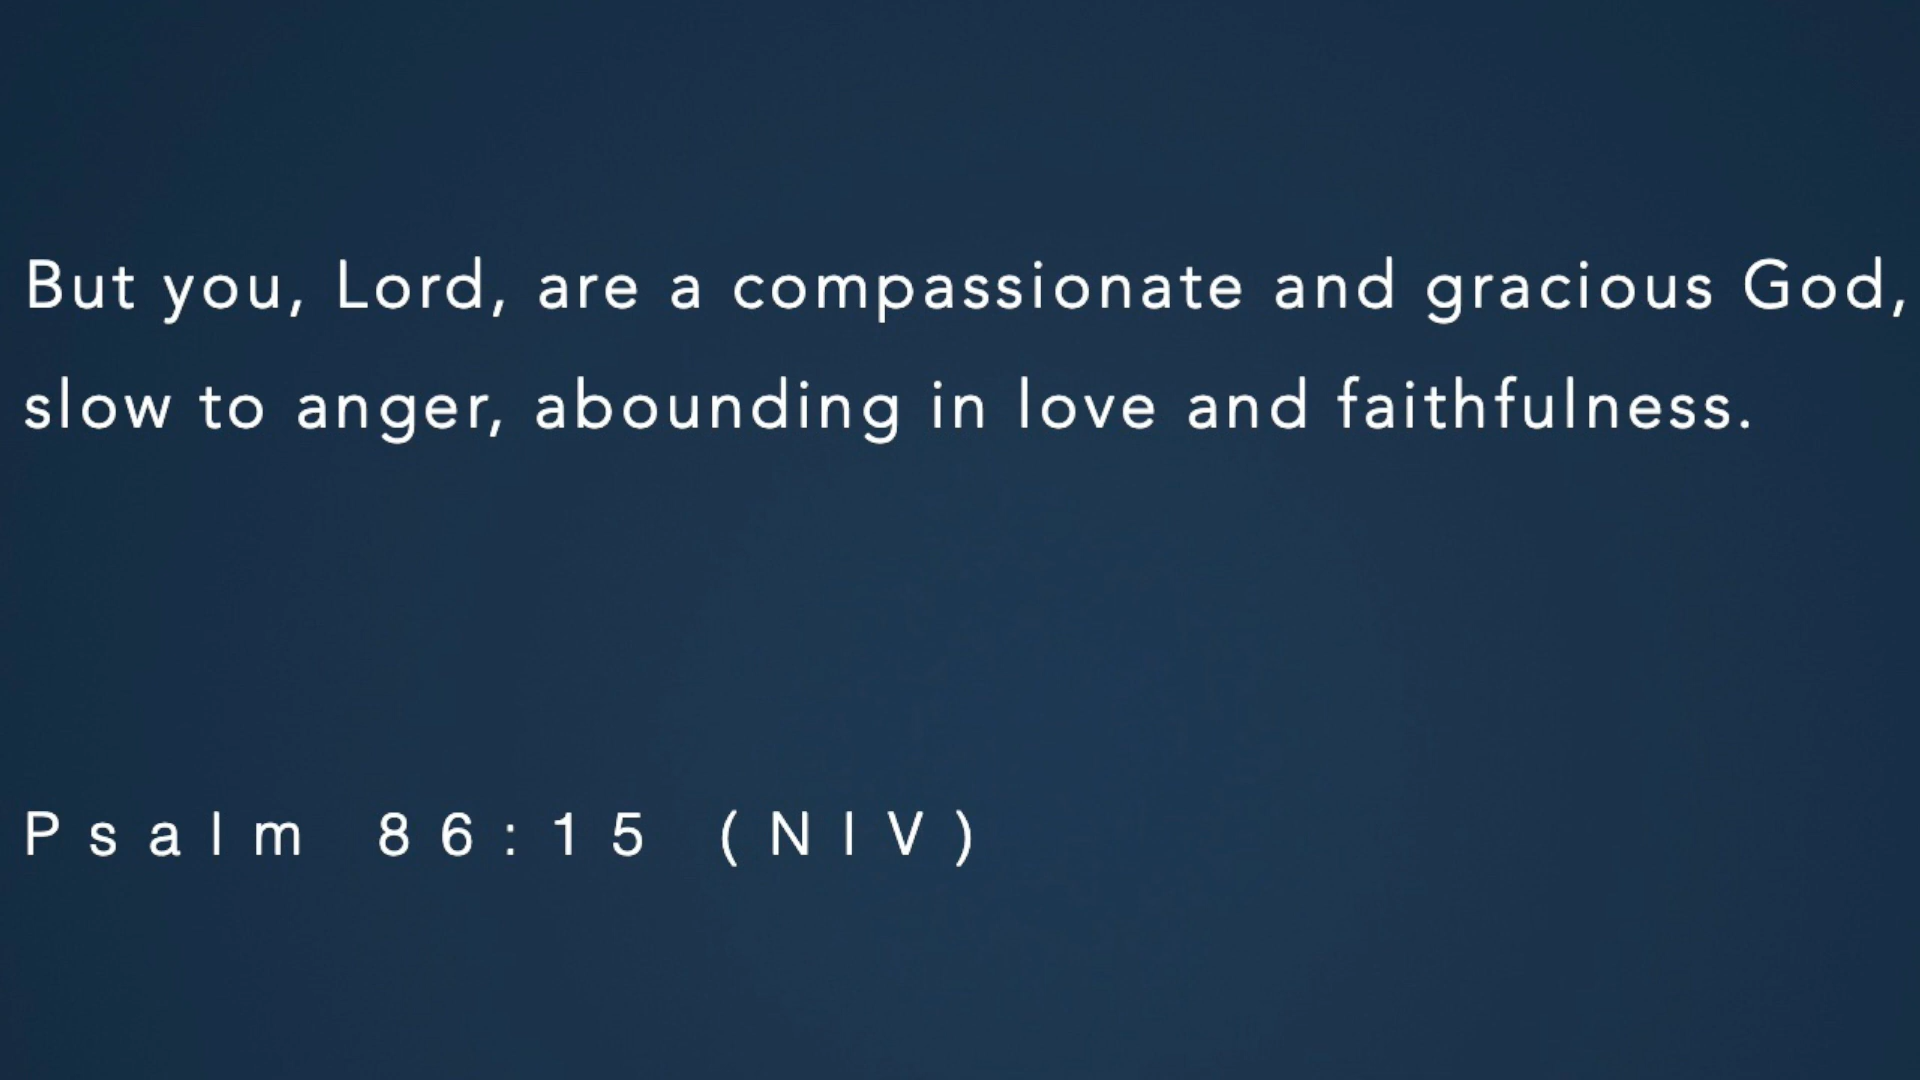 But you, Lord, are a compassionate and gracious God,
slow to anger, abounding in love and faithfulness.
Psalm 86:15 (NIV)